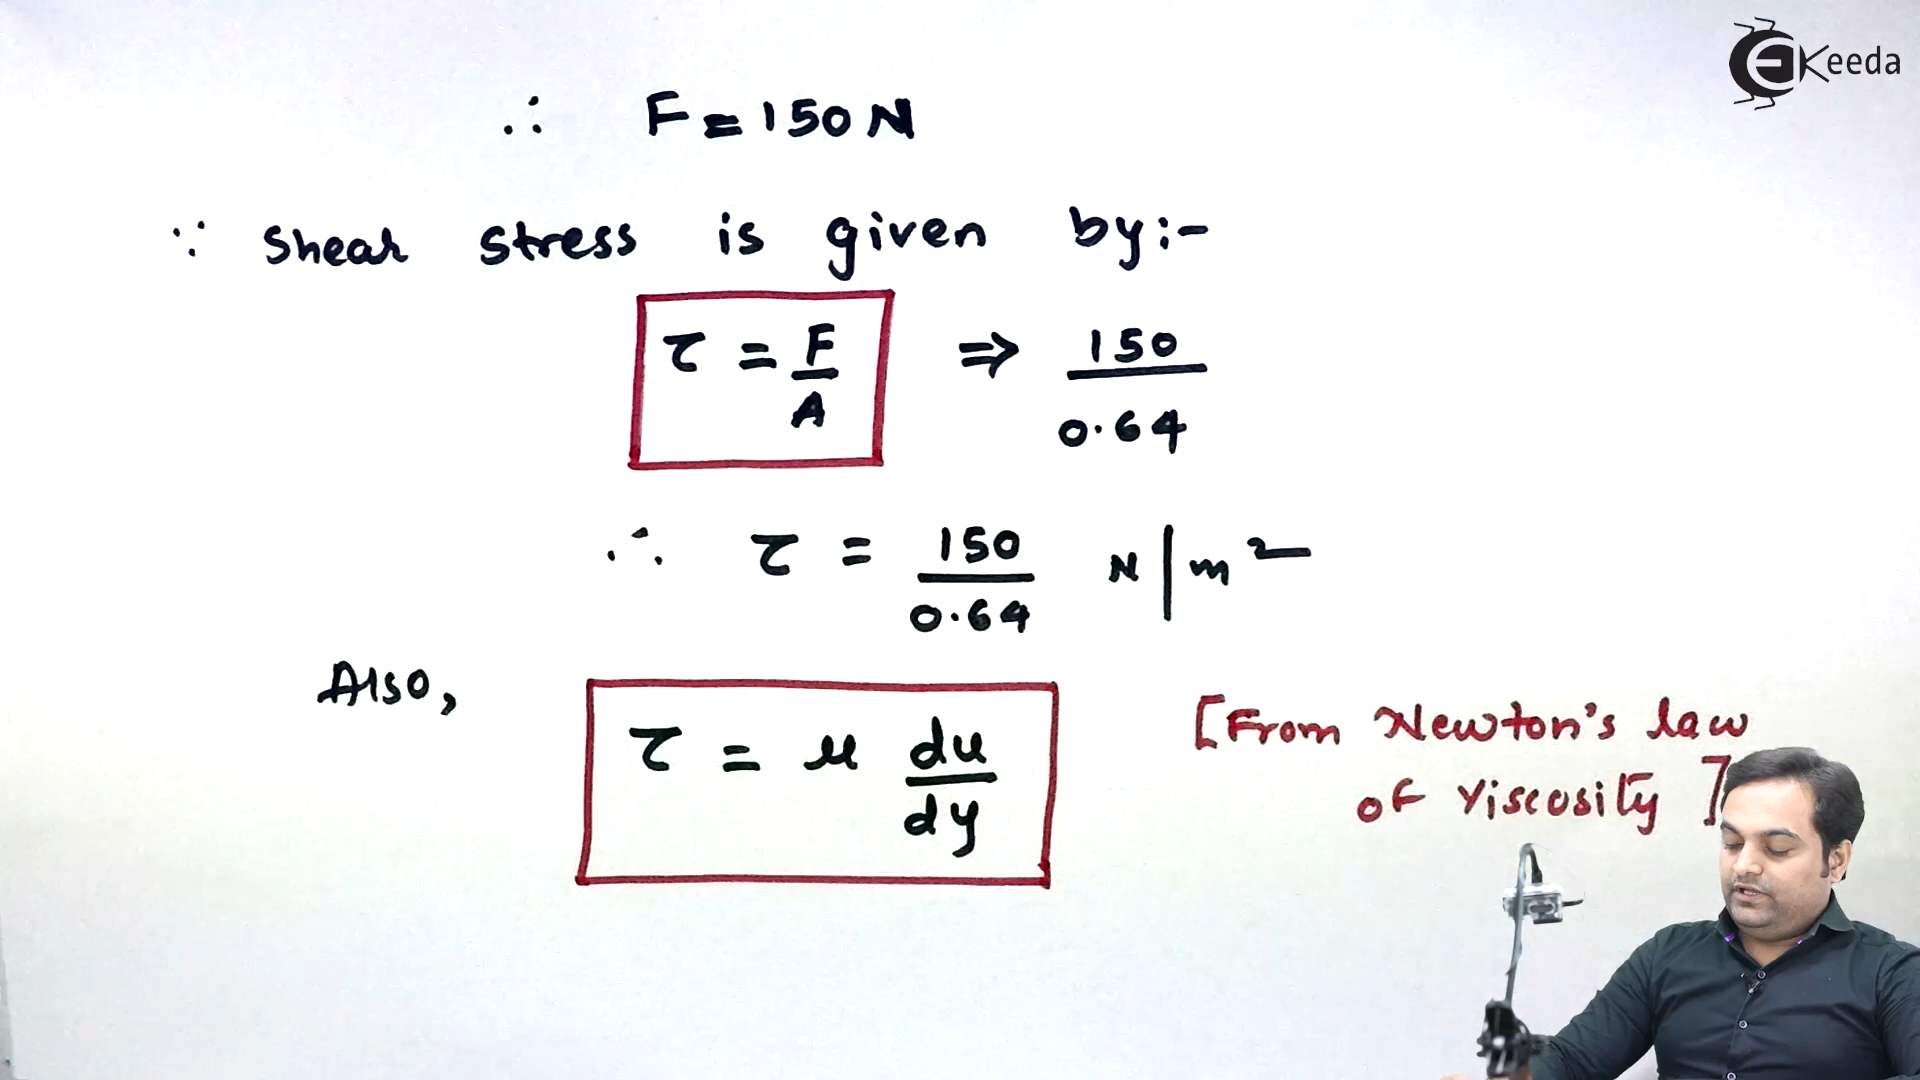 Ekeeda
∴ F = 150 N
∵ Shear stress is given by:-
τ = F/A ⇒ 150/0.64
∴ τ = 150/0.64 N/m²
Also,
τ = μ du/dy [From Newton's law
of Viscosity]